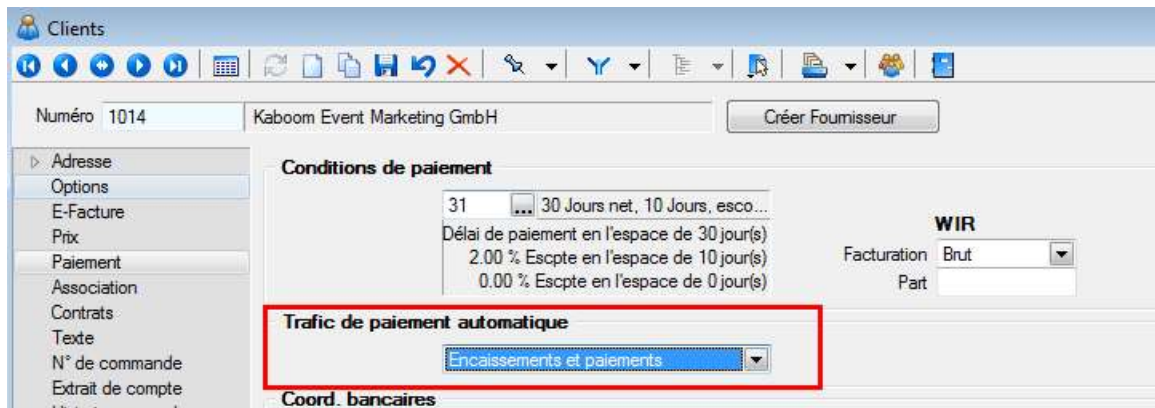 Clients
Numéro 1014 Kaboom Event Marketing GmbH Créer Fournisseur
Adresse
Options
E-Facture
Prix
Paiement
Association
Contrats
Texte
N° de commande
Extrait de compte
Conditions de paiement
31 ... 30 Jours net, 10 Jours, esco...
Délai de paiement en l'espace de 30 jour(s)
2.00 % Escpte en l'espace de 10 jour(s)
0.00 % Escpte en l'espace de 0 jour(s)
WIR
Facturation Brut
Part
Trafic de paiement automatique
Encaissements et paiements
Coord. bancaires